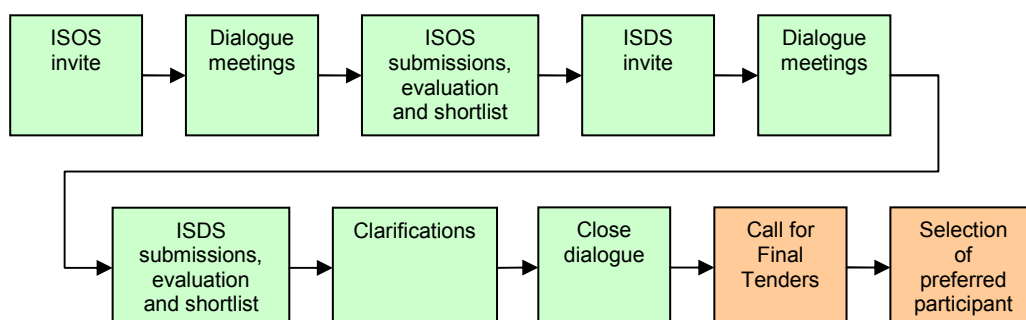 ISOS
invite
Dialogue
meetings
ISOS
submissions,
evaluation
and shortlist
ISDS
invite
Dialogue
meetings
ISDS
submissions,
evaluation
and shortlist
Clarifications
Close
dialogue
Call for
Final
Tenders
Selection
of
preferred
participant